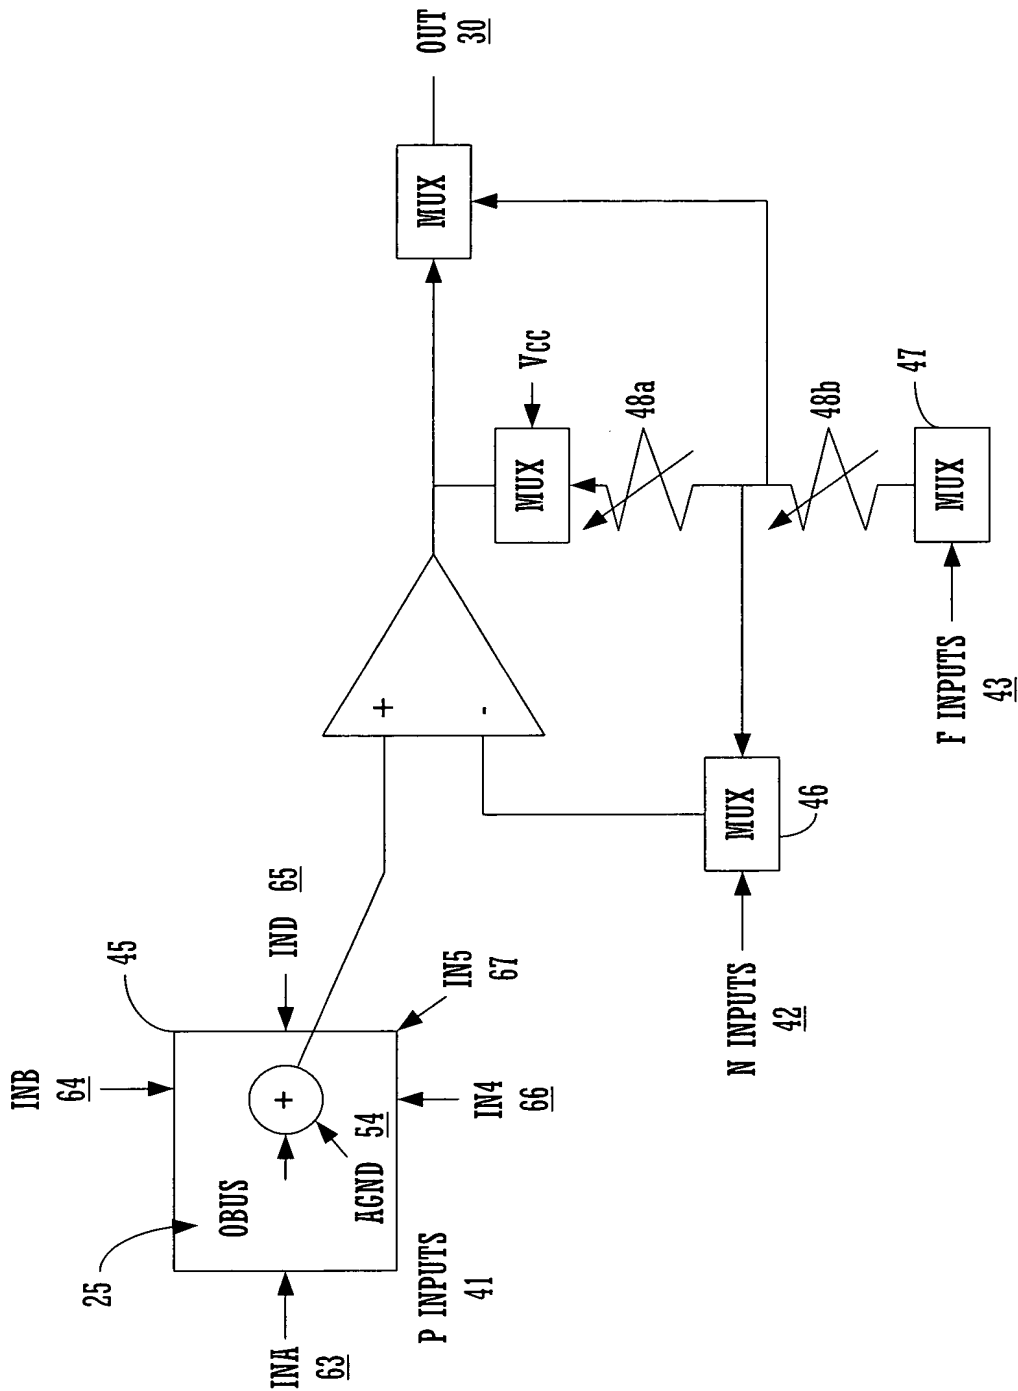 INB
64
45
25
OBUS
+
AGND 54
INA
63
IND 65
IN5
67
IN4
66
P INPUTS
41
+
-
MUX
OUT
30
MUX
VCC
48a
48b
47
MUX
MUX
46
N INPUTS
42
F INPUTS
43